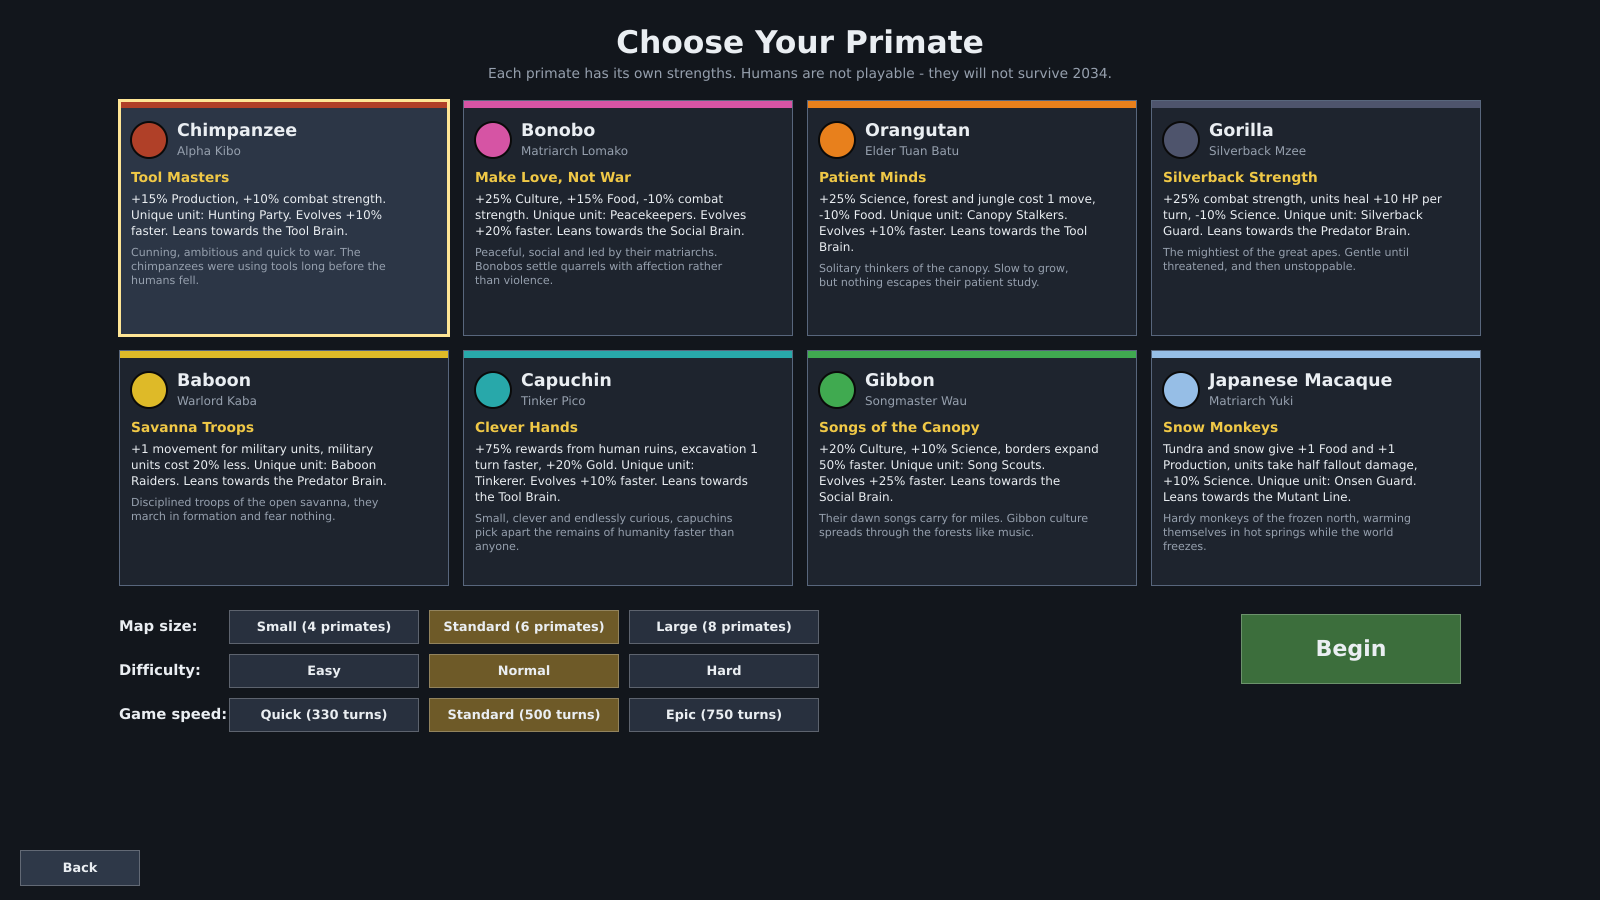 Choose Your Primate
Each primate has its own strengths. Humans are not playable - they will not survive 2034.
Chimpanzee
Alpha Kibo
Tool Masters
+15% Production, +10% combat strength.
Unique unit: Hunting Party. Evolves +10%
faster. Leans towards the Tool Brain.
Cunning, ambitious and quick to war. The
chimpanzees were using tools long before the
humans fell.
Bonobo
Matriarch Lomako
Make Love, Not War
+25% Culture, +15% Food, -10% combat
strength. Unique unit: Peacekeepers. Evolves
+20% faster. Leans towards the Social Brain.
Peaceful, social and led by their matriarchs.
Bonobos settle quarrels with affection rather
than violence.
Orangutan
Elder Tuan Batu
Patient Minds
+25% Science, forest and jungle cost 1 move,
-10% Food. Unique unit: Canopy Stalkers.
Evolves +10% faster. Leans towards the Tool
Brain.
Solitary thinkers of the canopy. Slow to grow,
but nothing escapes their patient study.
Gorilla
Silverback Mzee
Silverback Strength
+25% combat strength, units heal +10 HP per
turn, -10% Science. Unique unit: Silverback
Guard. Leans towards the Predator Brain.
The mightiest of the great apes. Gentle until
threatened, and then unstoppable.
Baboon
Warlord Kaba
Savanna Troops
+1 movement for military units, military
units cost 20% less. Unique unit: Baboon
Raiders. Leans towards the Predator Brain.
Disciplined troops of the open savanna, they
march in formation and fear nothing.
Capuchin
Tinker Pico
Clever Hands
+75% rewards from human ruins, excavation 1
turn faster, +20% Gold. Unique unit:
Tinkerer. Evolves +10% faster. Leans towards
the Tool Brain.
Small, clever and endlessly curious, capuchins
pick apart the remains of humanity faster than
anyone.
Gibbon
Songmaster Wau
Songs of the Canopy
+20% Culture, +10% Science, borders expand
50% faster. Unique unit: Song Scouts.
Evolves +25% faster. Leans towards the
Social Brain.
Their dawn songs carry for miles. Gibbon culture
spreads through the forests like music.
Japanese Macaque
Matriarch Yuki
Snow Monkeys
Tundra and snow give +1 Food and +1
Production, units take half fallout damage,
+10% Science. Unique unit: Onsen Guard.
Leans towards the Mutant Line.
Hardy monkeys of the frozen north, warming
themselves in hot springs while the world
freezes.
Map size:
Small (4 primates)
Standard (6 primates)
Large (8 primates)
Difficulty:
Easy
Normal
Hard
Game speed:
Quick (330 turns)
Standard (500 turns)
Epic (750 turns)
Begin
Back